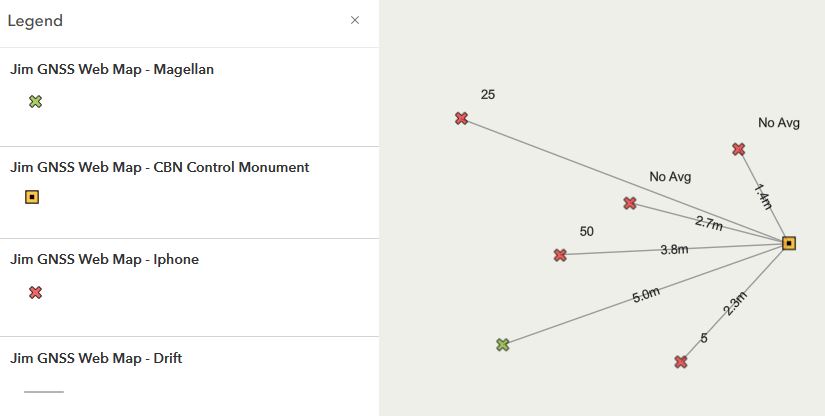 Legend
Jim GNSS Web Map - Magellan
Jim GNSS Web Map - CBN Control Monument
Jim GNSS Web Map - Iphone
Jim GNSS Web Map - Drift
25
No Avg
No Avg
1.4m
2.7m
50
3.8m
5.0m
2.3m
5